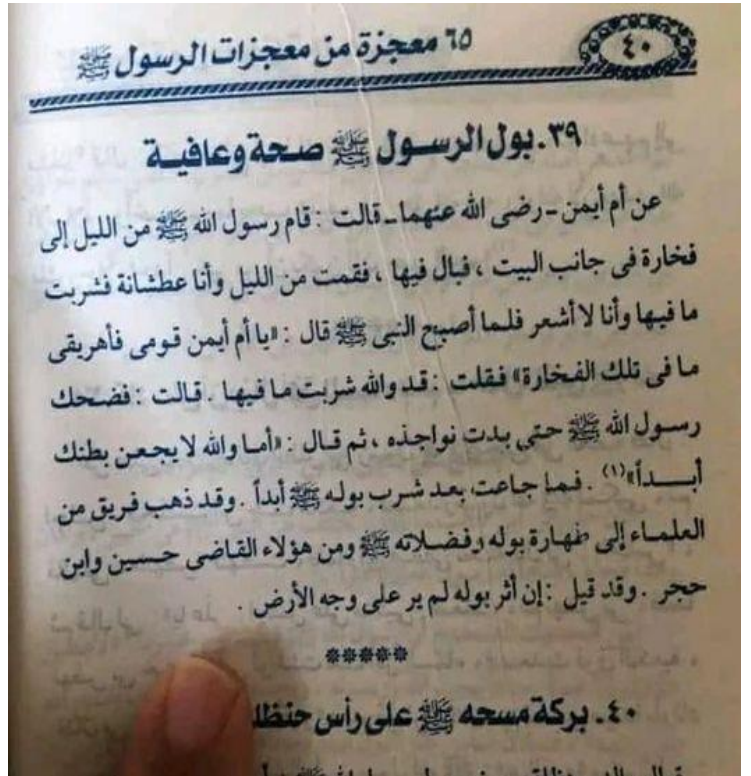 ٤٠
٦٥ معجزة من معجزات الرسول ﷺ
٣٩. بول الرسول ﷺ صحة وعافية
عن أم أيمن ـ رضى الله عنهما ـ قالت : قام رسول الله ﷺ من الليل إلى
فخارة فى جانب البيت ، فبال فيها ، فقمت من الليل وأنا عطشانة فشربت
ما فيها وأنا لا أشعر فلما أصبح النبى ﷺ قال : «يا أم أيمن قومى فأهريقى
ما فى تلك الفخارة» فقلت : قد والله شربت ما فيها . قالت : فضحك
رسول الله ﷺ حتى بدت نواجذه ، ثم قال : «أما والله لا يجعن بطنك
أبداً»(١) . فما جاعت بعد شرب بوله ﷺ أبداً . وقد ذهب فريق من
العلماء إلى طهارة بوله وفضلاته ﷺ ومن هؤلاء القاضى حسين وابن
حجر . وقد قيل : إن أثر بوله لم ير على وجه الأرض .
*****
٤٠. بركة مسحه ﷺ على رأس